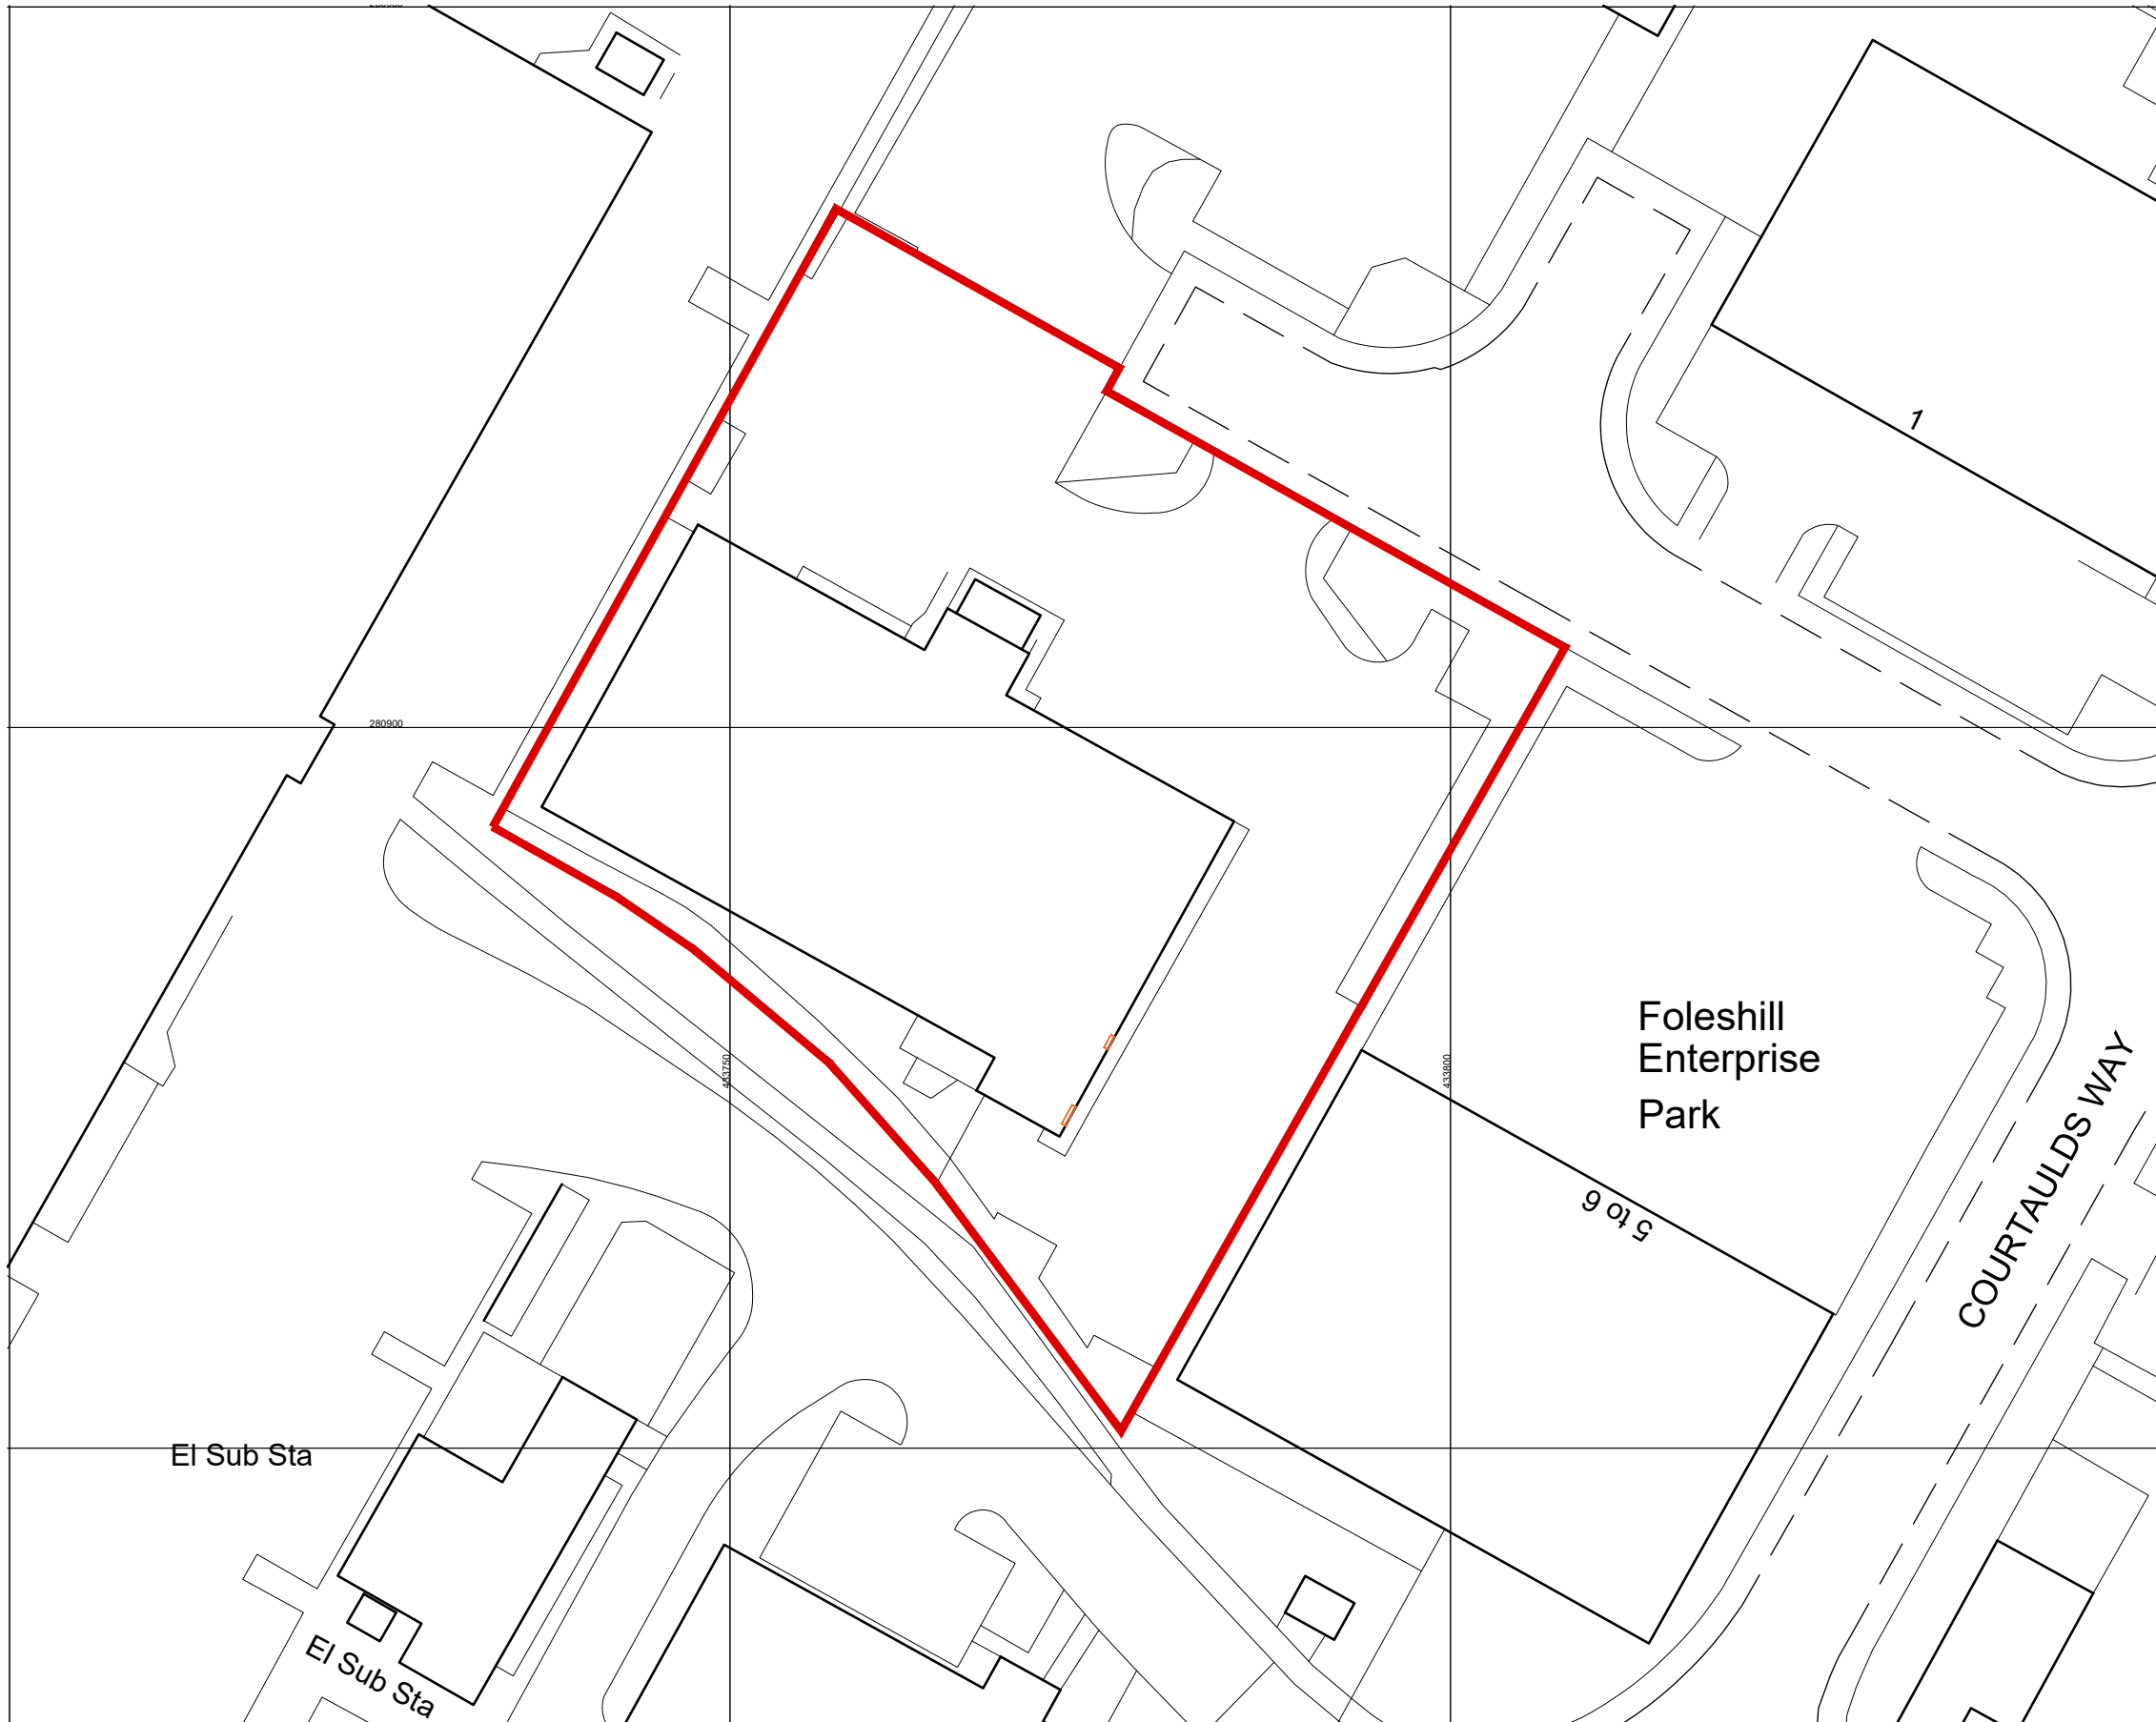 1
280900
Foleshill
Enterprise
Park
433750
433800
COURTAULDS WAY
5 to 6
El Sub Sta
El Sub Sta